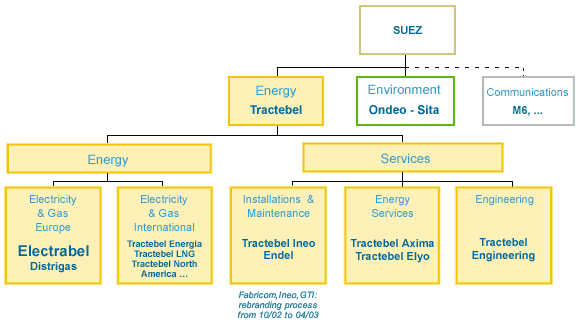 SUEZ
Energy
Tractebel
Environment
Ondeo - Sita
Communications
M6, ...
Energy
Services
Electricity
& Gas
Europe
Electrabel
Distrigas
Electricity
& Gas
International
Tractebel Energia
Tractebel LNG
Tractebel North
America ...
Installations &
Maintenance
Tractebel Ineo
Endel
Energy
Services
Tractebel Axima
Tractebel Elyo
Engineering
Tractebel
Engineering
Fabricom,Ineo,GTI:
rebranding process
from 10/02 to 04/03